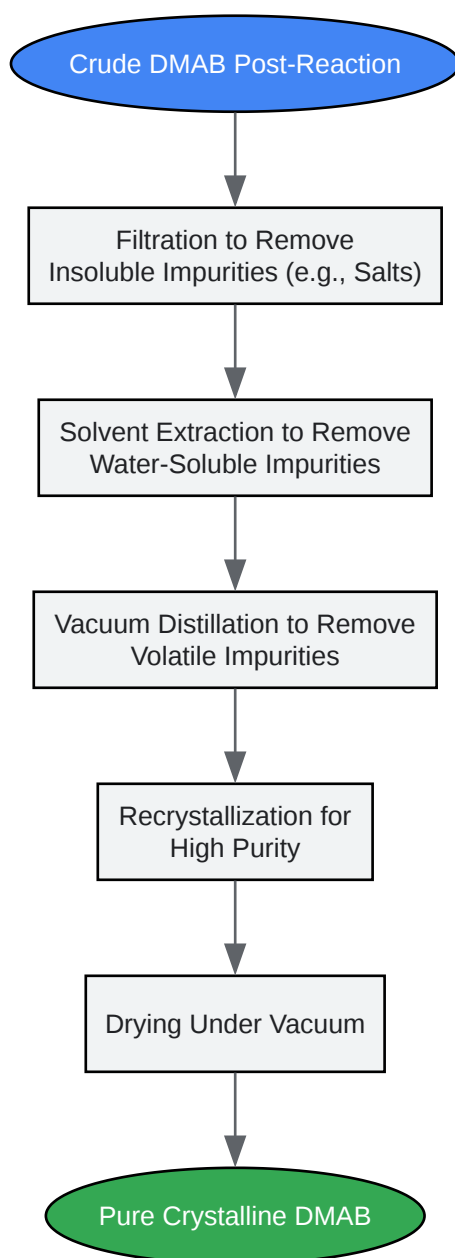 Crude DMAB Post-Reaction
Filtration to Remove
Insoluble Impurities (e.g., Salts)
Solvent Extraction to Remove
Water-Soluble Impurities
Vacuum Distillation to Remove
Volatile Impurities
Recrystallization for
High Purity
Drying Under Vacuum
Pure Crystalline DMAB